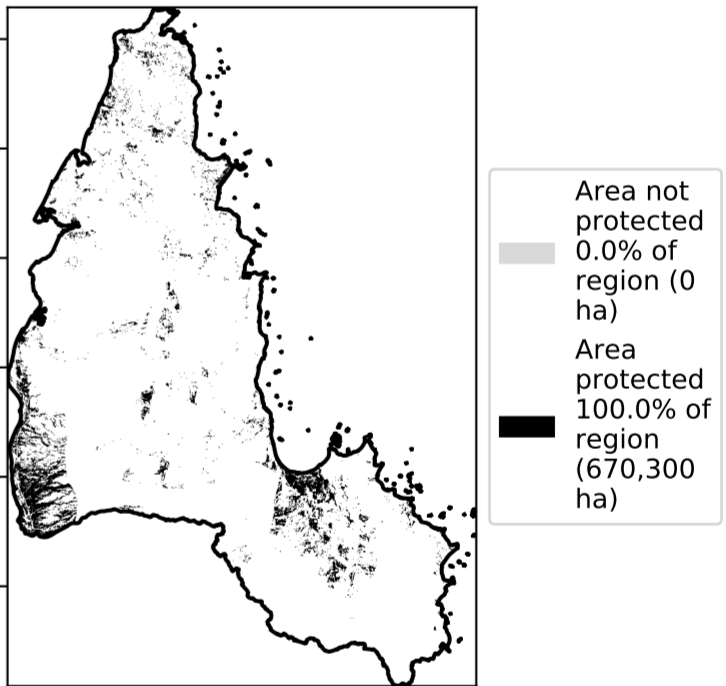 Area not
protected
0.0% of
region (0
ha)
Area
protected
100.0% of
region
(670,300
ha)